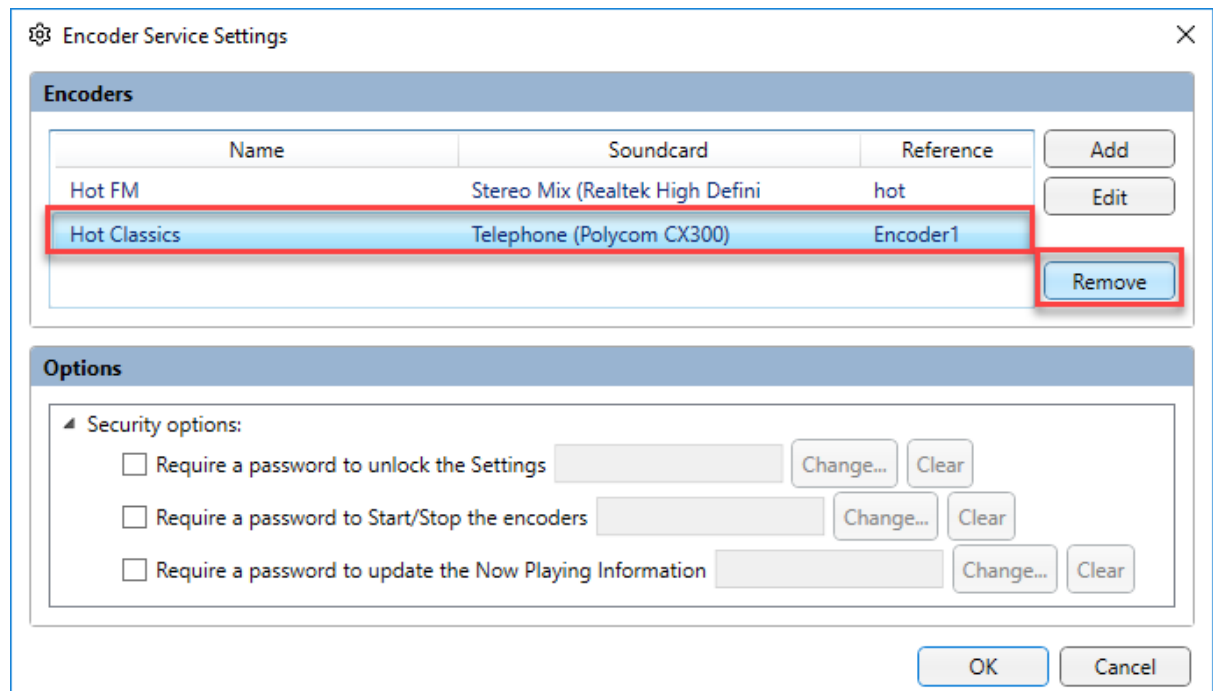 Encoder Service Settings
Encoders
Name Soundcard Reference Add
Hot FM Stereo Mix (Realtek High Defini hot Edit
Hot Classics Telephone (Polycom CX300) Encoder1
Remove
Options
Security options:
Require a password to unlock the Settings Change... Clear
Require a password to Start/Stop the encoders Change... Clear
Require a password to update the Now Playing Information Change... Clear
OK Cancel